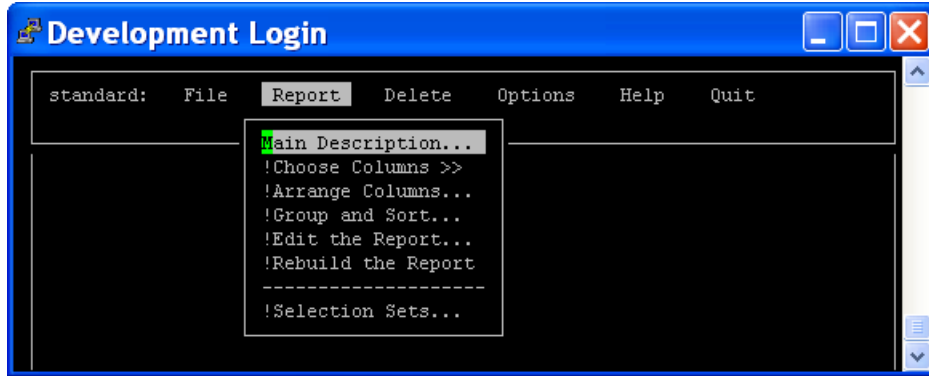 Development Login
standard: File Report Delete Options Help Quit
Main Description...
!Choose Columns >>
!Arrange Columns...
!Group and Sort...
!Edit the Report...
!Rebuild the Report
--------------------
!Selection Sets...